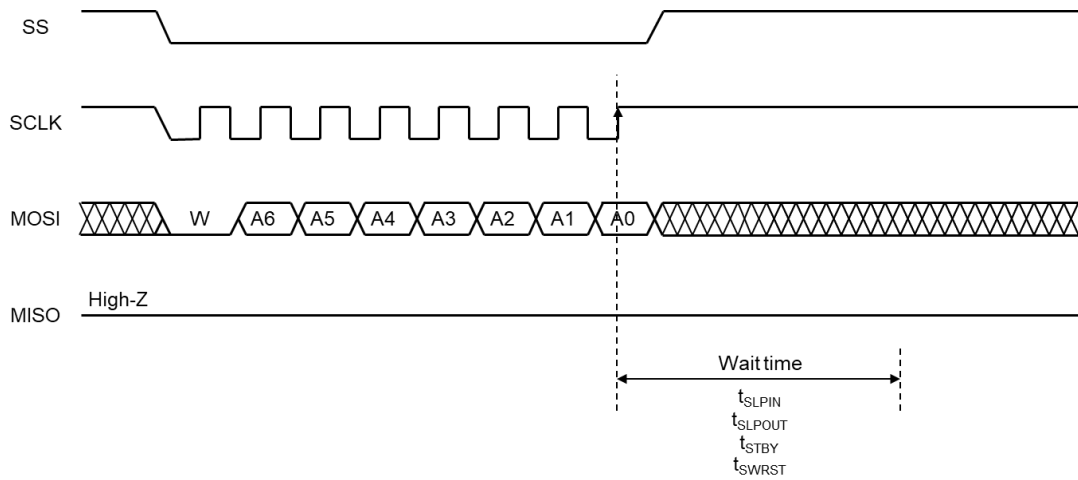 SS
SCLK
MOSI W A6 A5 A4 A3 A2 A1 A0
High-Z
MISO
Wait time
tSLPIN
tSLPOUT
tSTBY
tSWRST